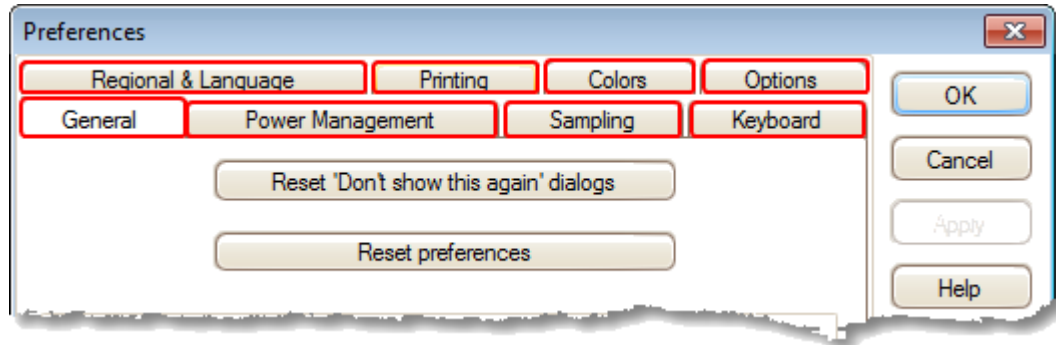 Preferences
Regional & Language Printing Colors Options
General Power Management Sampling Keyboard
Reset 'Don't show this again' dialogs
Reset preferences
OK
Cancel
Apply
Help